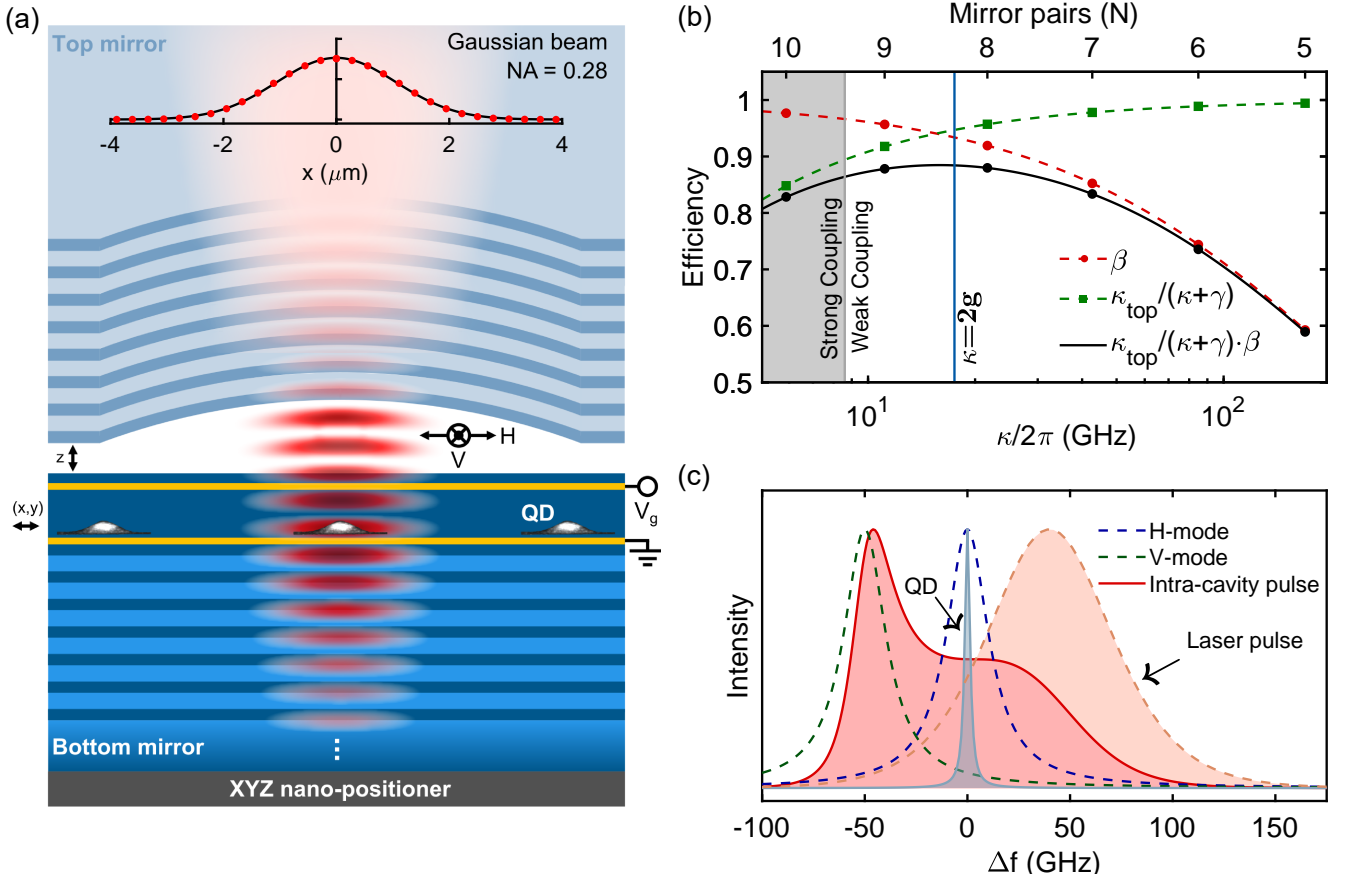 (a)
Top mirror
Gaussian beam
NA = 0.28
-4 -2 0 2 4
x (μm)
H
V
z
(x,y)
QD
Vg
Bottom mirror
XYZ nano-positioner
(b)
Mirror pairs (N)
10 9 8 7 6 5
Efficiency
1
0.9
0.8
0.7
0.6
0.5
Strong Coupling
Weak Coupling
κ=2g
β
κtop/(κ+γ)
κtop/(κ+γ)·β
10^1 10^2
κ/2π (GHz)
(c)
Intensity
H-mode
V-mode
Intra-cavity pulse
QD
Laser pulse
-100 -50 0 50 100 150
Δf (GHz)